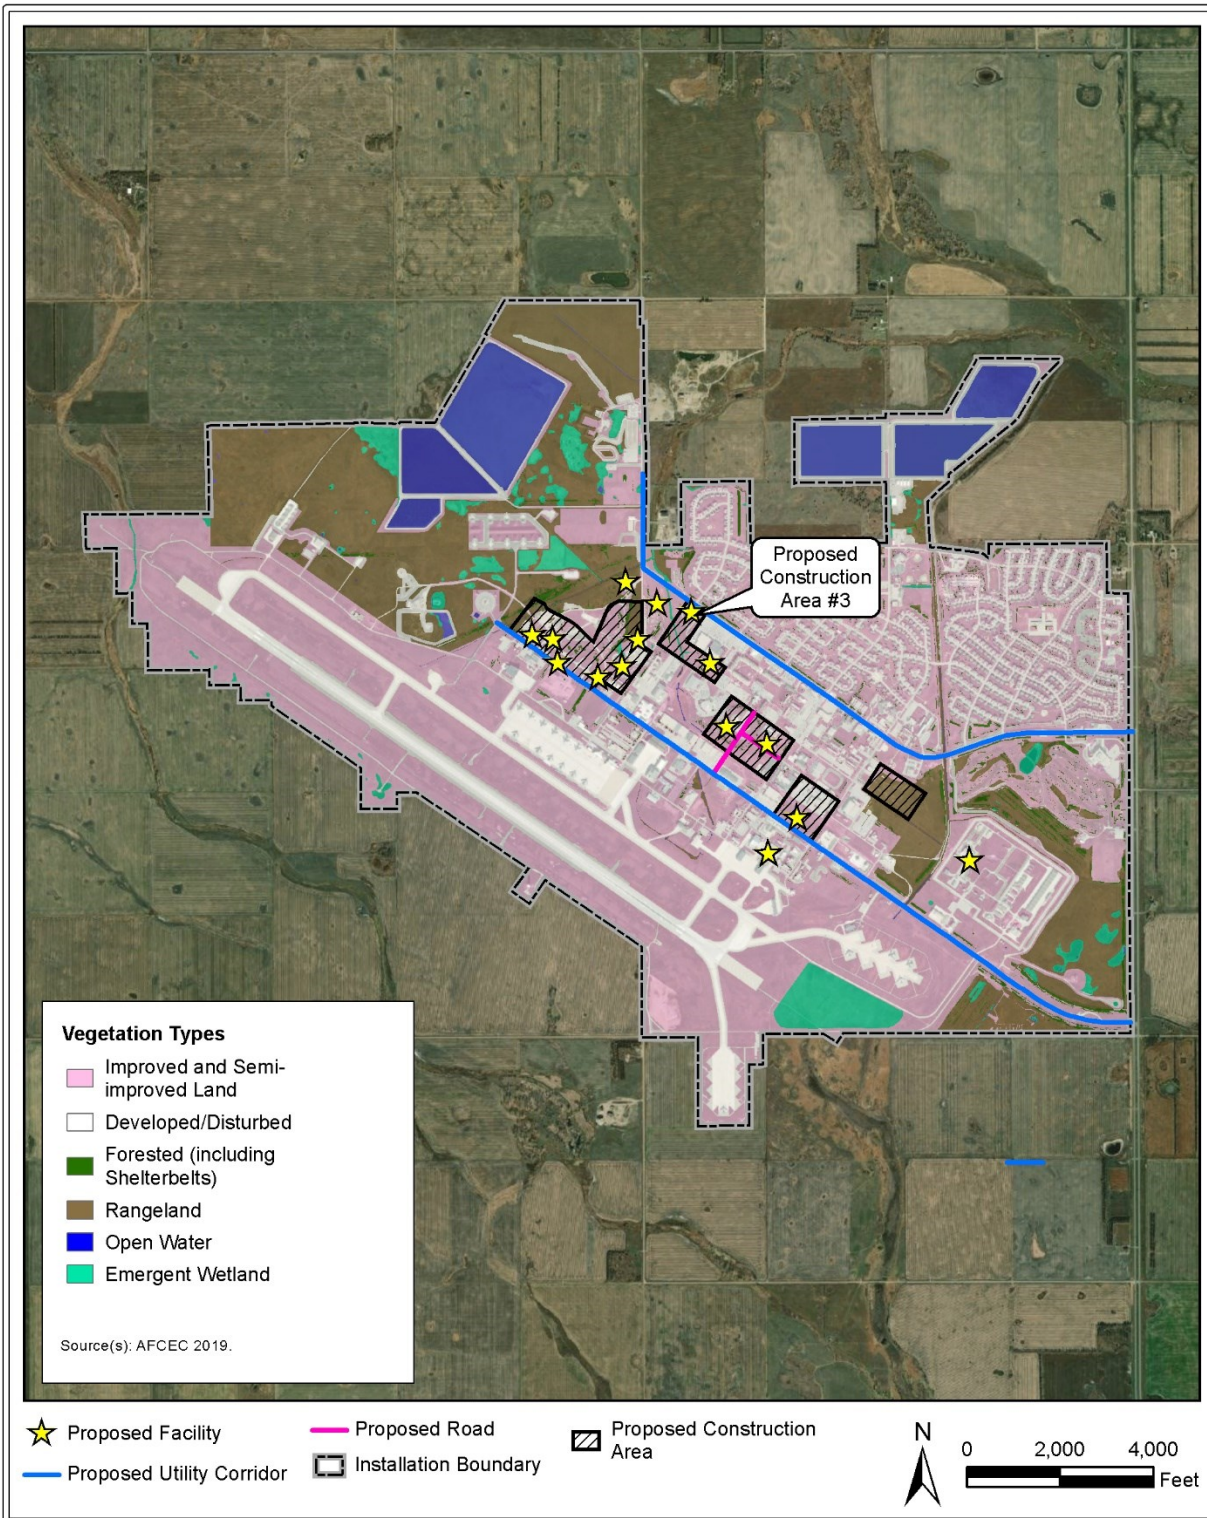 Proposed
Construction
Area #3
Vegetation Types
Improved and Semi-
improved Land
Developed/Disturbed
Forested (including
Shelterbelts)
Rangeland
Open Water
Emergent Wetland
Source(s): AFCEC 2019.
Proposed Facility
Proposed Utility Corridor
Proposed Road
Installation Boundary
Proposed Construction
Area
N
0 2,000 4,000
Feet